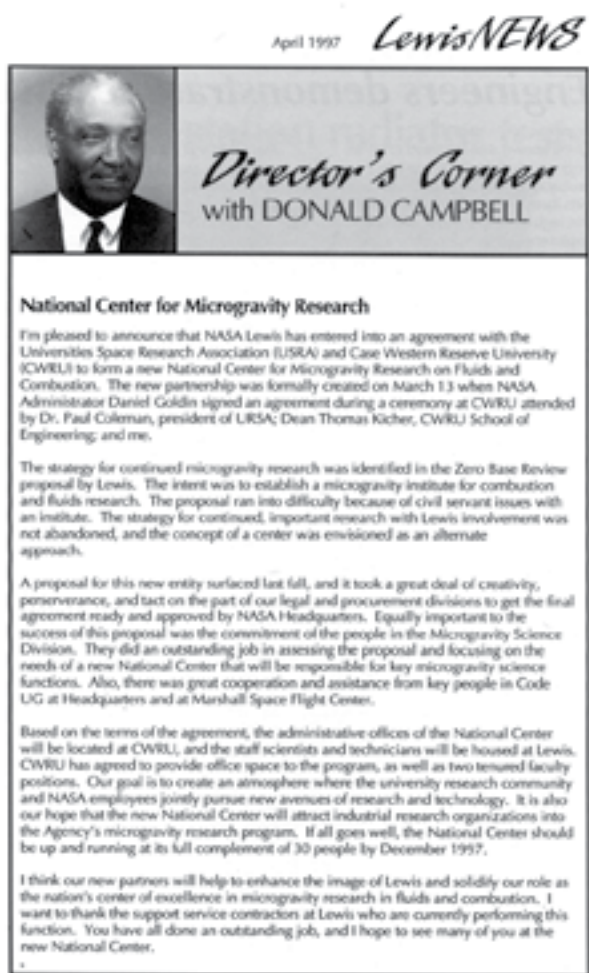 April 1997 Lewis NEWS
Director's Corner
with DONALD CAMPBELL
National Center for Microgravity Research
I'm pleased to announce that NASA Lewis has entered into an agreement with the
Universities Space Research Association (USRA) and Case Western Reserve University
(CWRU) to form a new National Center for Microgravity Research on Fluids and
Combustion. The new partnership was formally created on March 13 when NASA
Administrator Daniel Goldin signed an agreement during a ceremony at CWRU attended
by Dr. Paul Coleman, president of URSA; Dean Thomas Kicher, CWRU School of
Engineering; and me.
The strategy for continued microgravity research was identified in the Zero Base Review
proposal by Lewis. The intent was to establish a microgravity institute for combustion
and fluids research. The proposal ran into difficulty because of civil servant issues with
an institute. The strategy for continued, important research with Lewis involvement was
not abandoned, and the concept of a center was envisioned as an alternate
approach.
A proposal for this new entity surfaced last fall, and it took a great deal of creativity,
perserverance, and tact on the part of our legal and procurement divisions to get the final
agreement ready and approved by NASA Headquarters. Equally important to the
success of this proposal was the commitment of the people in the Microgravity Science
Division. They did an outstanding job in assessing the proposal and focusing on the
needs of a new National Center that will be responsible for key microgravity science
functions. Also, there was great cooperation and assistance from key people in Code
UG at Headquarters and at Marshall Space Flight Center.
Based on the terms of the agreement, the administrative offices of the National Center
will be located at CWRU, and the staff scientists and technicians will be housed at Lewis.
CWRU has agreed to provide office space to the program, as well as two tenured faculty
positions. Our goal is to create an atmosphere where the university research community
and NASA employees jointly pursue new avenues of research and technology. It is also
our hope that the new National Center will attract industrial research organizations into
the Agency's microgravity research program. If all goes well, the National Center should
be up and running at its full complement of 30 people by December 1997.
I think our new partners will help to enhance the image of Lewis and solidify our role as
the nation's center of excellence in microgravity research in fluids and combustion. I
want to thank the support service contractors at Lewis who are currently performing this
function. You have all done an outstanding job, and I hope to see many of you at the
new National Center.